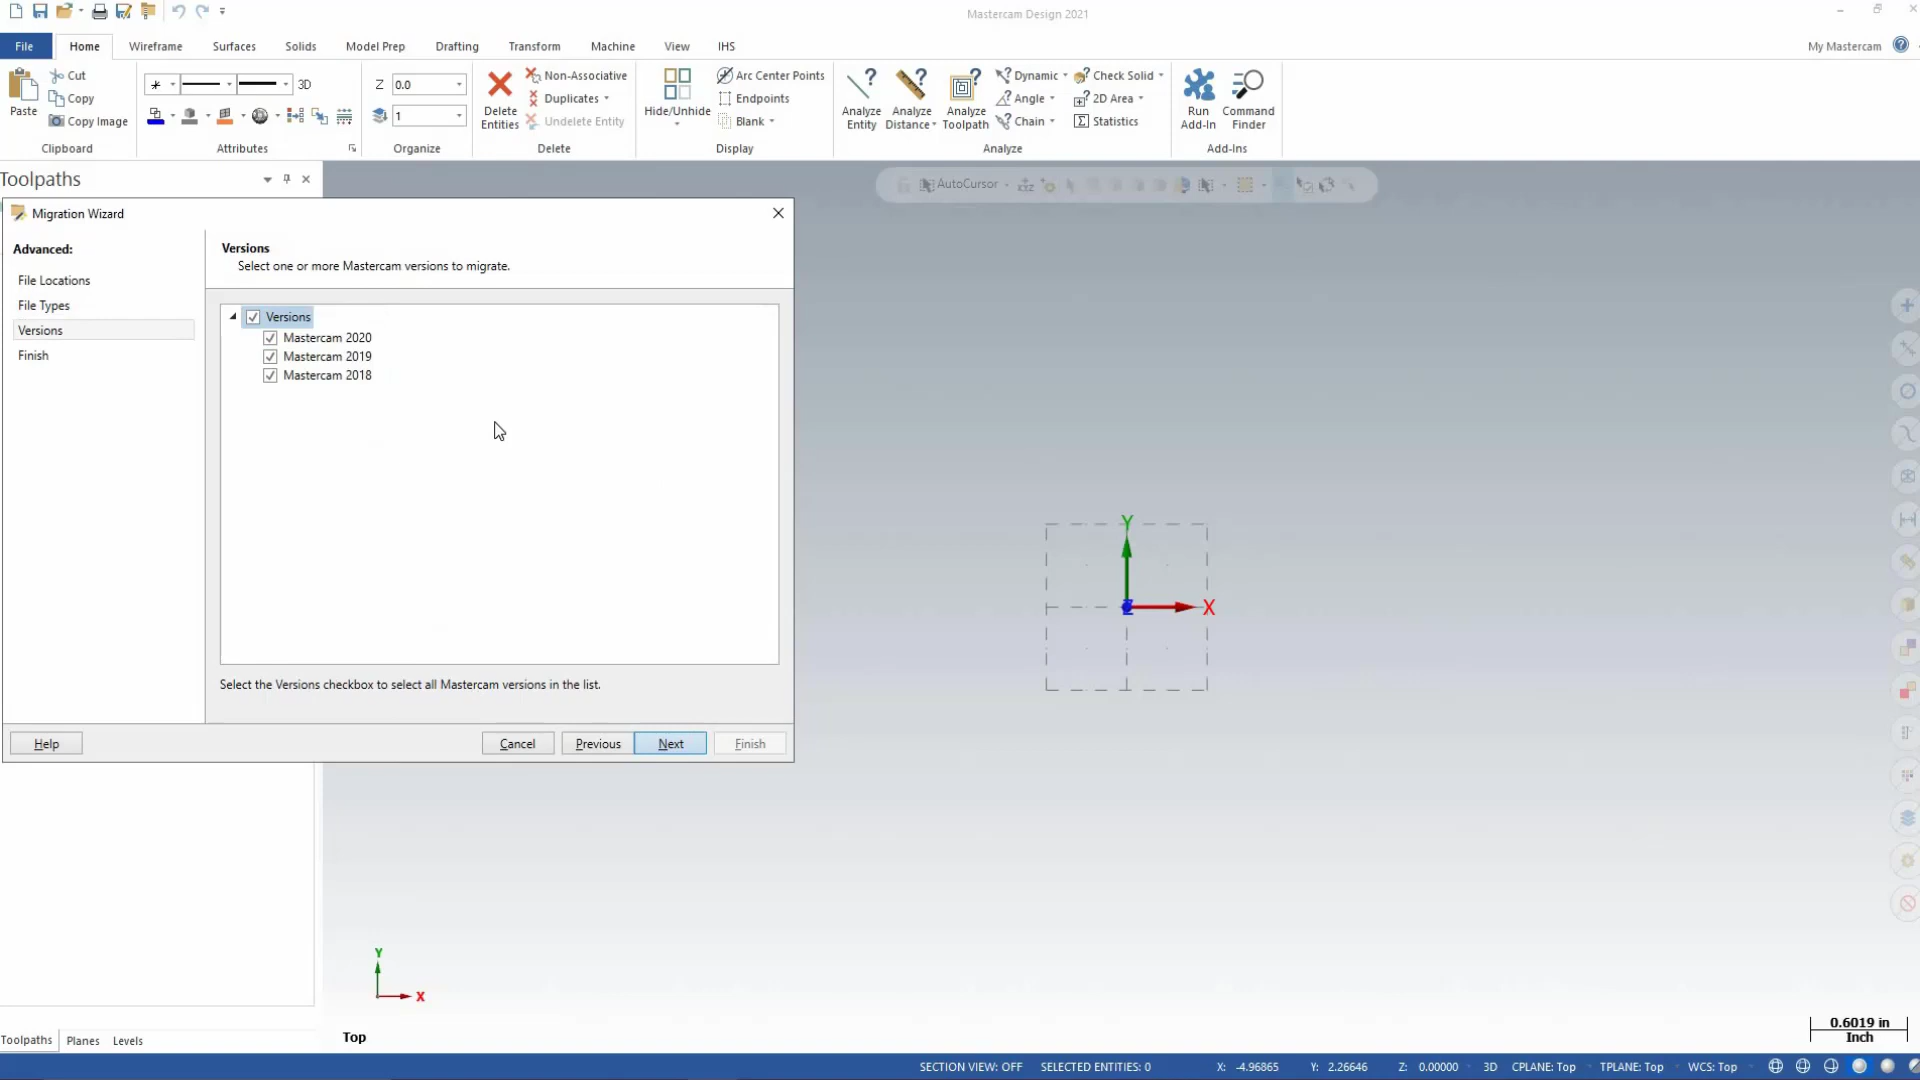 Mastercam Design 2021
File
Home
Wireframe
Surfaces
Solids
Model Prep
Drafting
Transform
Machine
View
IHS
My Mastercam
Paste
Cut
Copy
Copy Image
Clipboard
3D
Attributes
Z 0.0
1
Organize
Delete
Entities
Non-Associative
Duplicates
Undelete Entity
Delete
Hide/Unhide
Arc Center Points
Endpoints
Blank
Display
Analyze
Entity
Analyze
Distance
Analyze
Toolpath
Dynamic
Angle
Chain
Check Solid
2D Area
Statistics
Analyze
Run
Add-In
Command
Finder
Add-Ins
Toolpaths
AutoCursor
Migration Wizard
Advanced:
File Locations
File Types
Versions
Finish
Versions
Select one or more Mastercam versions to migrate.
Versions
Mastercam 2020
Mastercam 2019
Mastercam 2018
Select the Versions checkbox to select all Mastercam versions in the list.
Help
Cancel
Previous
Next
Finish
Y
Z
X
Y
X
Top
0.6019 in
Inch
Toolpaths
Planes
Levels
SECTION VIEW: OFF
SELECTED ENTITIES: 0
X: -4.96865
Y: 2.26646
Z: 0.00000
3D
CPLANE: Top
TPLANE: Top
WCS: Top